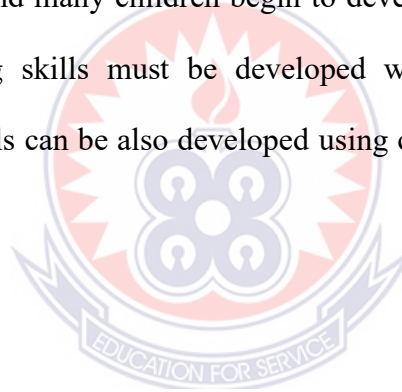 nd many children begin to deve
g skills must be developed w
ls can be also developed using
EDUCATION FOR SERVICE